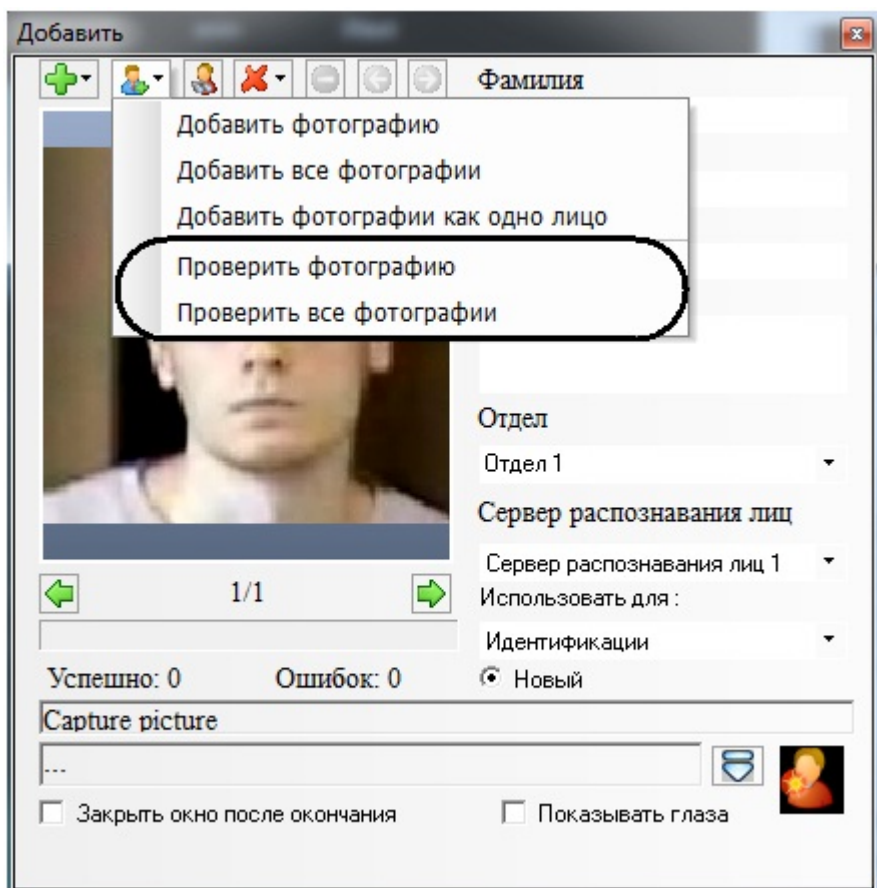 Добавить
Фамилия
Добавить фотографию
Добавить все фотографии
Добавить фотографии как одно лицо
Проверить фотографию
Проверить все фотографии
Отдел
Отдел 1
Сервер распознавания лиц
Сервер распознавания лиц 1
1/1
Использовать для :
Идентификации
Успешно: 0 Ошибок: 0
Новый
Capture picture
---
Закрыть окно после окончания
Показывать глаза